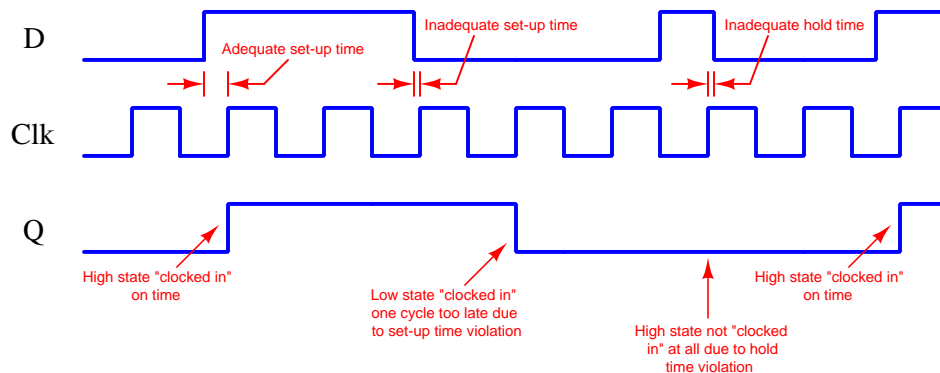 D
Adequate set-up time
Inadequate set-up time
Inadequate hold time
Clk
Q
High state "clocked in"
on time
Low state "clocked in"
one cycle too late due
to set-up time violation
High state not "clocked
in" at all due to hold
time violation
High state "clocked in"
on time